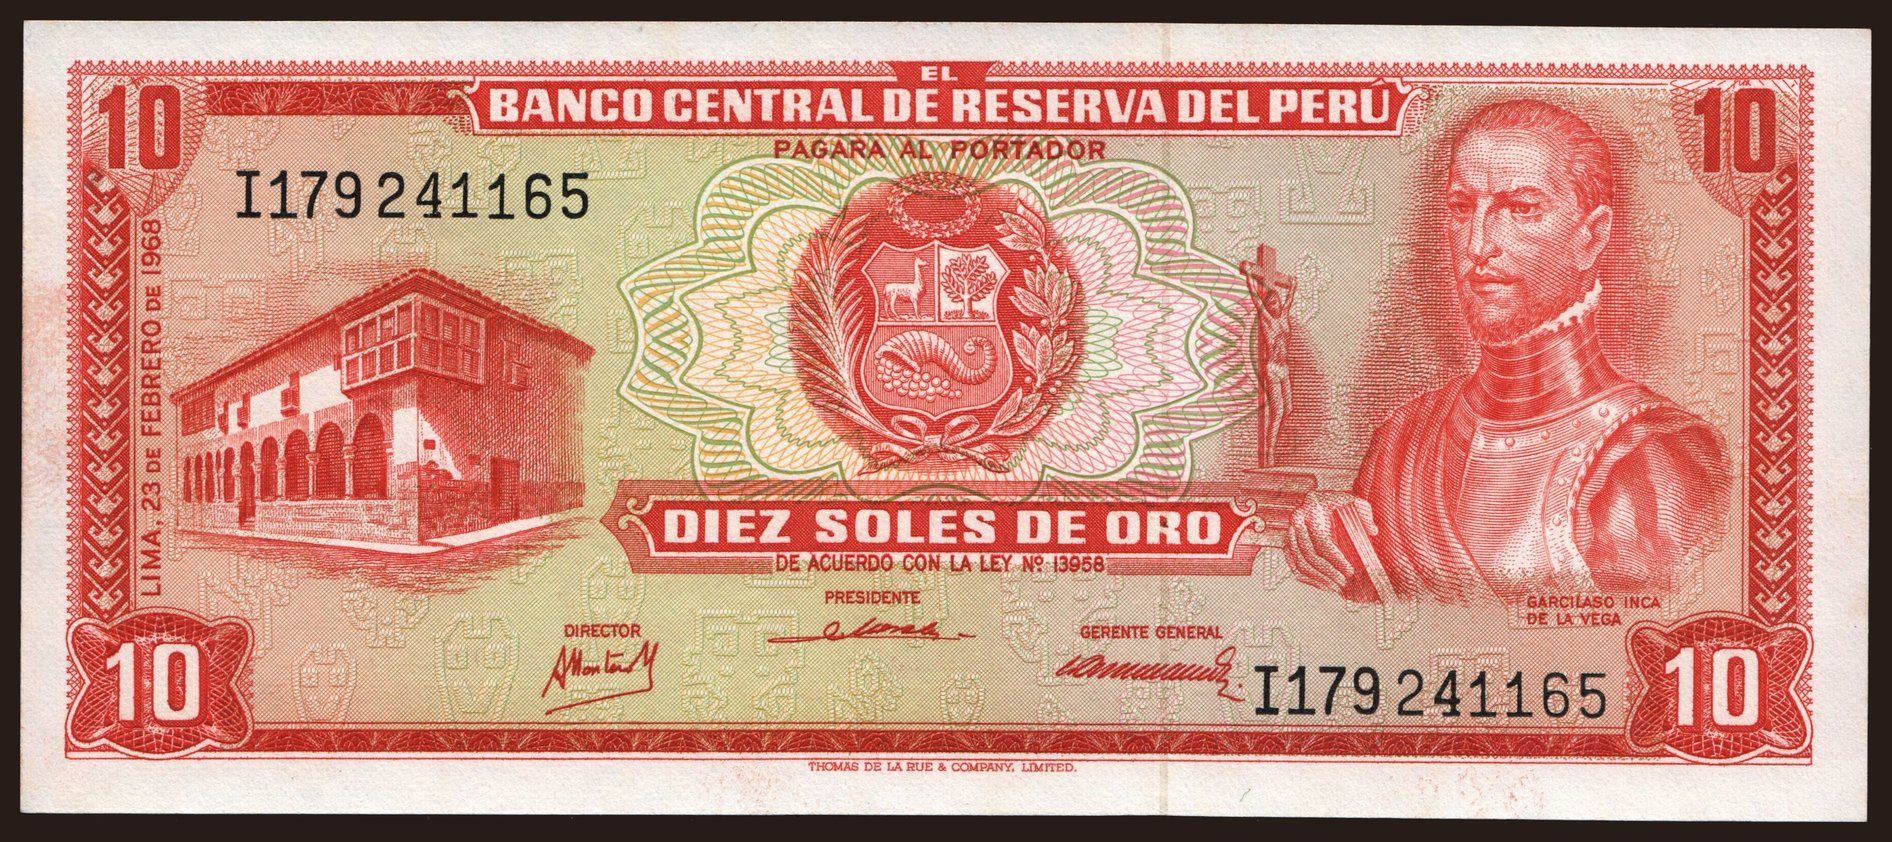 EL
BANCO CENTRAL DE RESERVA DEL PERÚ
PAGARA AL PORTADOR
10
10
I179241165
LIMA, 23 DE FEBRERO DE 1968
DIEZ SOLES DE ORO
DE ACUERDO CON LA LEY Nº 13958
PRESIDENTE
DIRECTOR
GERENTE GENERAL
GARCILASO INCA
DE LA VEGA
I179241165
10
10
THOMAS DE LA RUE & COMPANY, LIMITED.